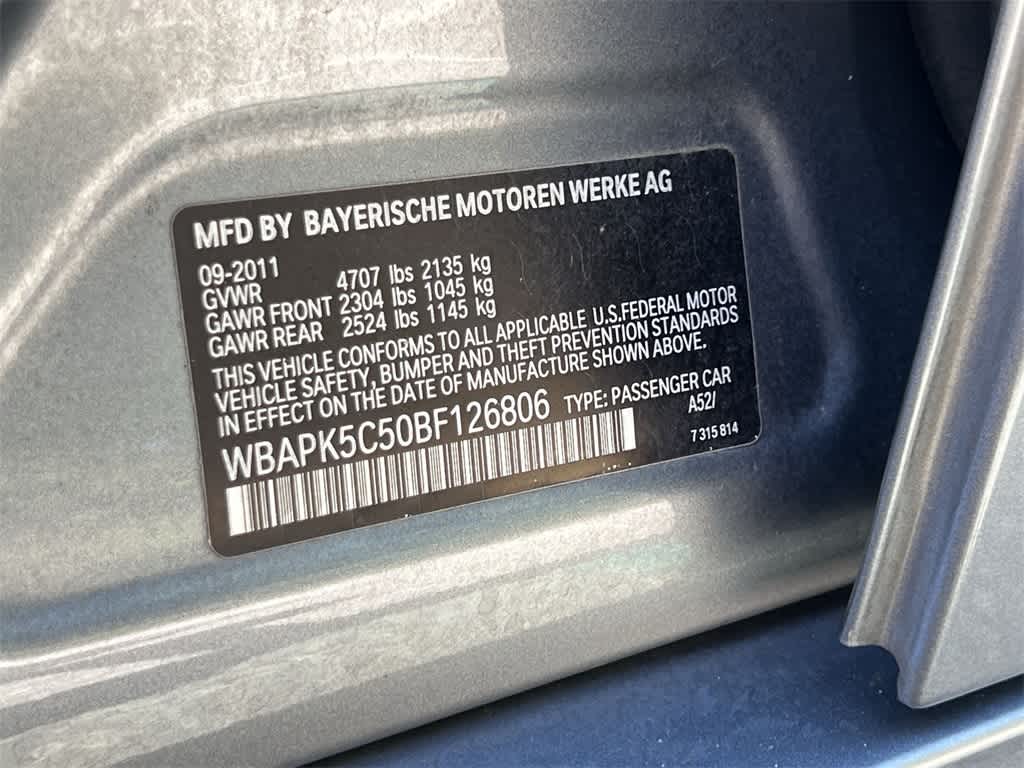 MFD BY BAYERISCHE MOTOREN WERKE AG
09-2011
GVWR 4707 lbs 2135 kg
GAWR FRONT 2304 lbs 1045 kg
GAWR REAR 2524 lbs 1145 kg
THIS VEHICLE CONFORMS TO ALL APPLICABLE U.S.FEDERAL MOTOR
VEHICLE SAFETY, BUMPER AND THEFT PREVENTION STANDARDS
IN EFFECT ON THE DATE OF MANUFACTURE SHOWN ABOVE.
WBAPK5C50BF126806 TYPE: PASSENGER CAR
A52/
7 315 814